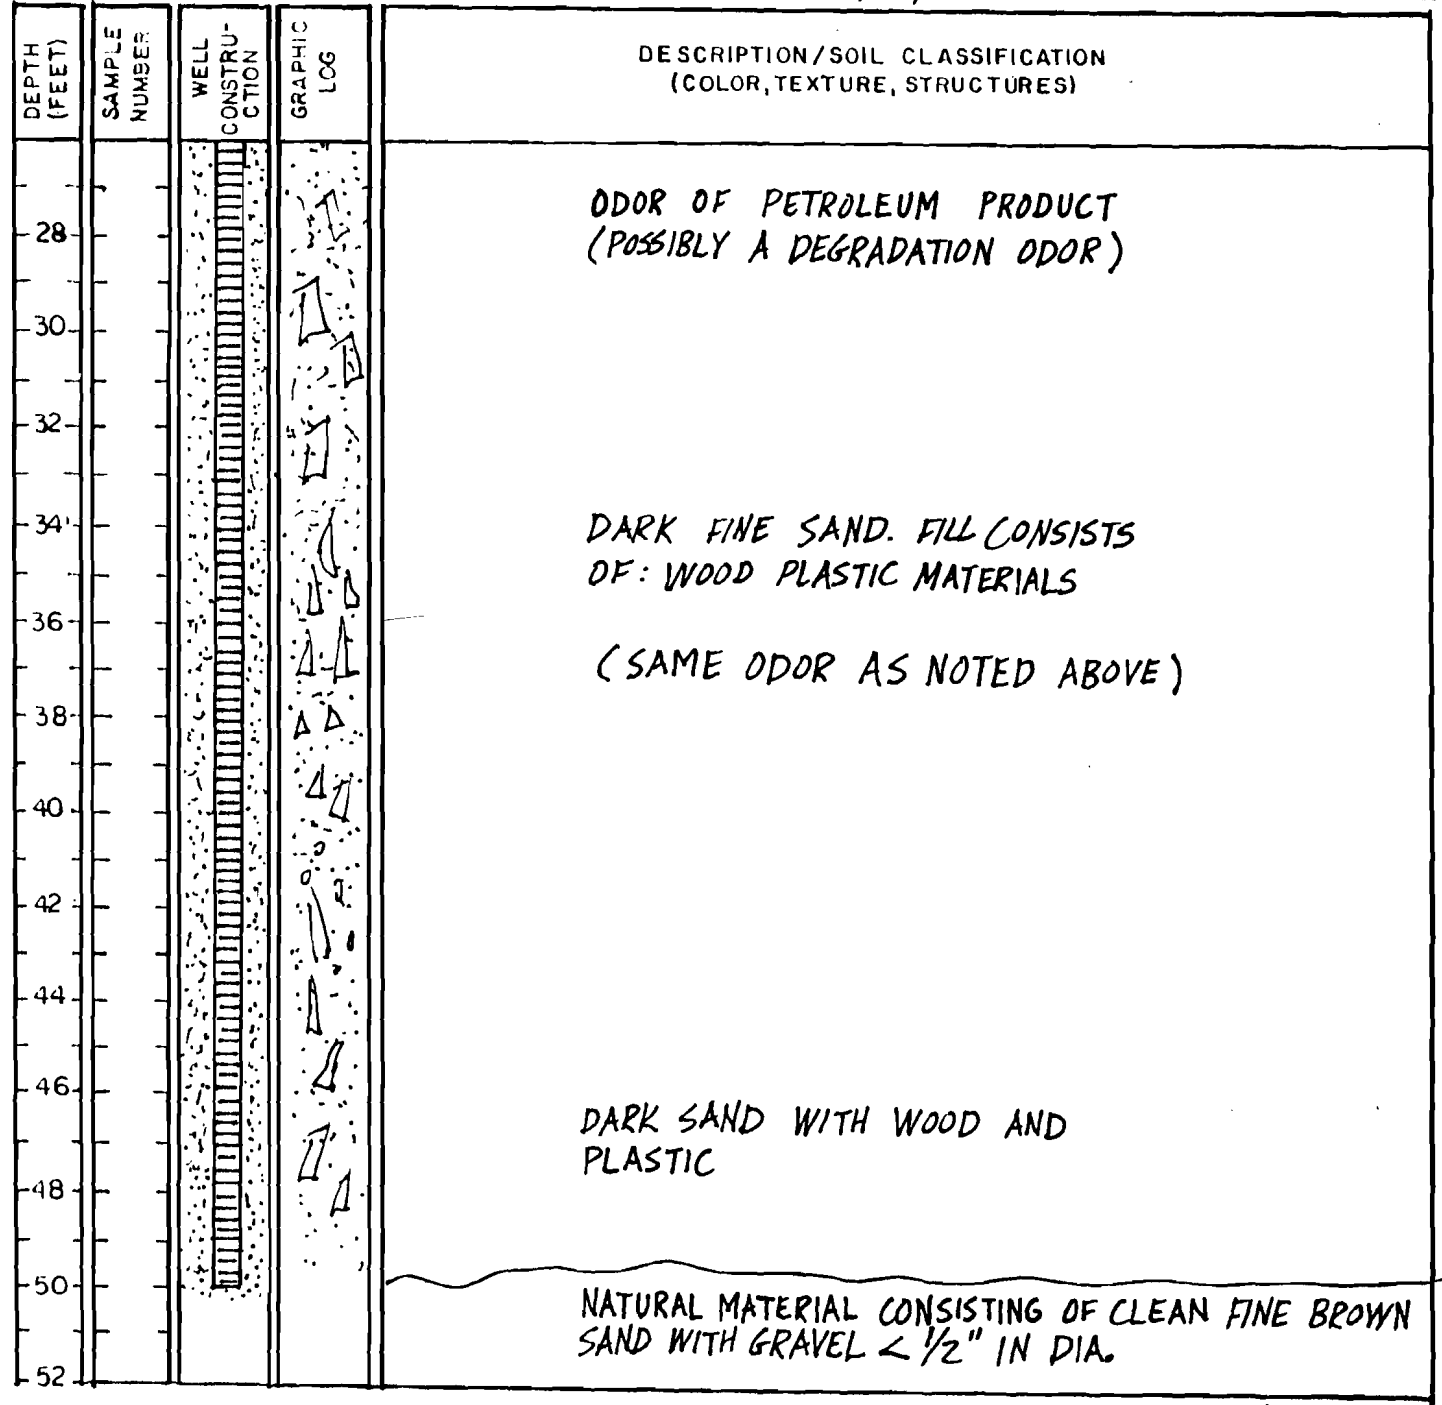 DEPTH
(FEET)
SAMPLE
NUMBER
WELL
CONSTRU-
CTION
GRAPHIC
LOG
DESCRIPTION/SOIL CLASSIFICATION
(COLOR, TEXTURE, STRUCTURES)
ODOR OF PETROLEUM PRODUCT
28
(POSSIBLY A DEGRADATION ODOR)
30
32
34
DARK FINE SAND. FILL CONSISTS
OF: WOOD PLASTIC MATERIALS
36
(SAME ODOR AS NOTED ABOVE)
38
40
42
44
46
DARK SAND WITH WOOD AND
PLASTIC
48
50
NATURAL MATERIAL CONSISTING OF CLEAN FINE BROWN
SAND WITH GRAVEL < 1/2" IN DIA.
52